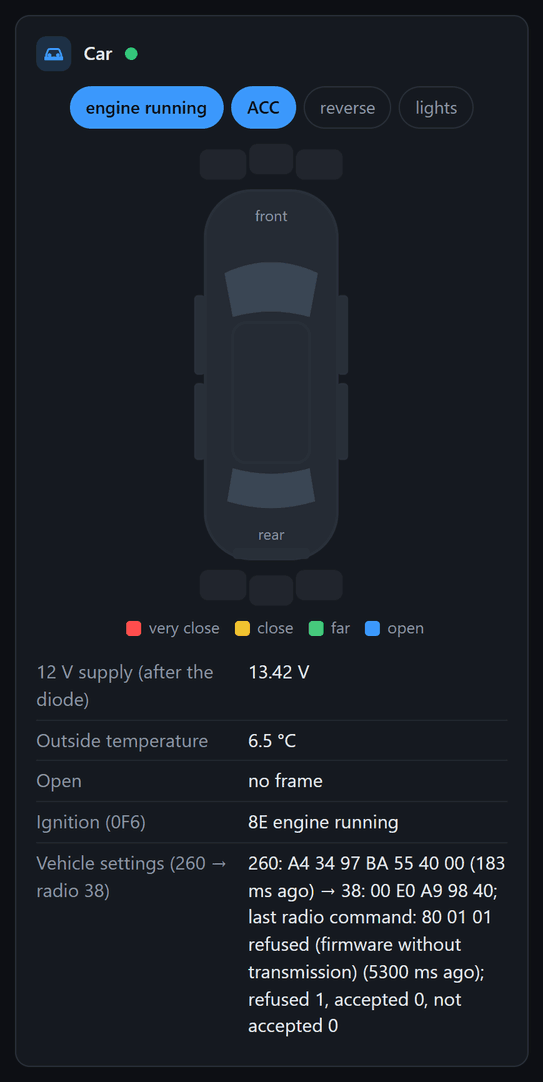 Car
engine running
ACC
reverse
lights
front
rear
very close
close
far
open
12 V supply (after the
diode)
13.42 V
Outside temperature
6.5 °C
Open
no frame
Ignition (0F6)
8E engine running
Vehicle settings (260 →
radio 38)
260: A4 34 97 BA 55 40 00 (183
ms ago) → 38: 00 E0 A9 98 40;
last radio command: 80 01 01
refused (firmware without
transmission) (5300 ms ago);
refused 1, accepted 0, not
accepted 0